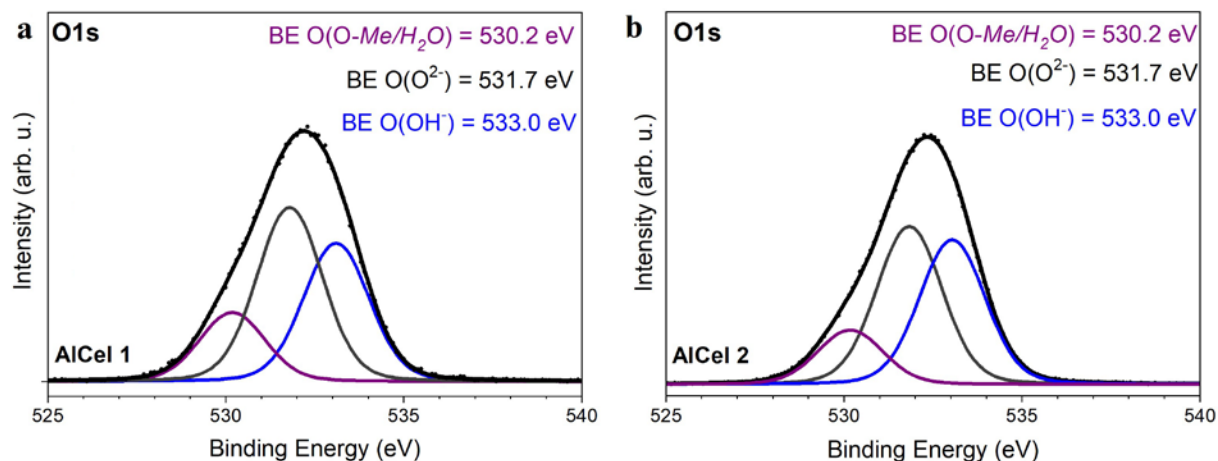 a
O1s
BE O(O-Me/H₂O) = 530.2 eV
BE O(O²⁻) = 531.7 eV
BE O(OH⁻) = 533.0 eV
Intensity (arb. u.)
AlCel 1
525 530 535 540
Binding Energy (eV)
b
O1s
BE O(O-Me/H₂O) = 530.2 eV
BE O(O²⁻) = 531.7 eV
BE O(OH⁻) = 533.0 eV
Intensity (arb. u.)
AlCel 2
525 530 535 540
Binding Energy (eV)